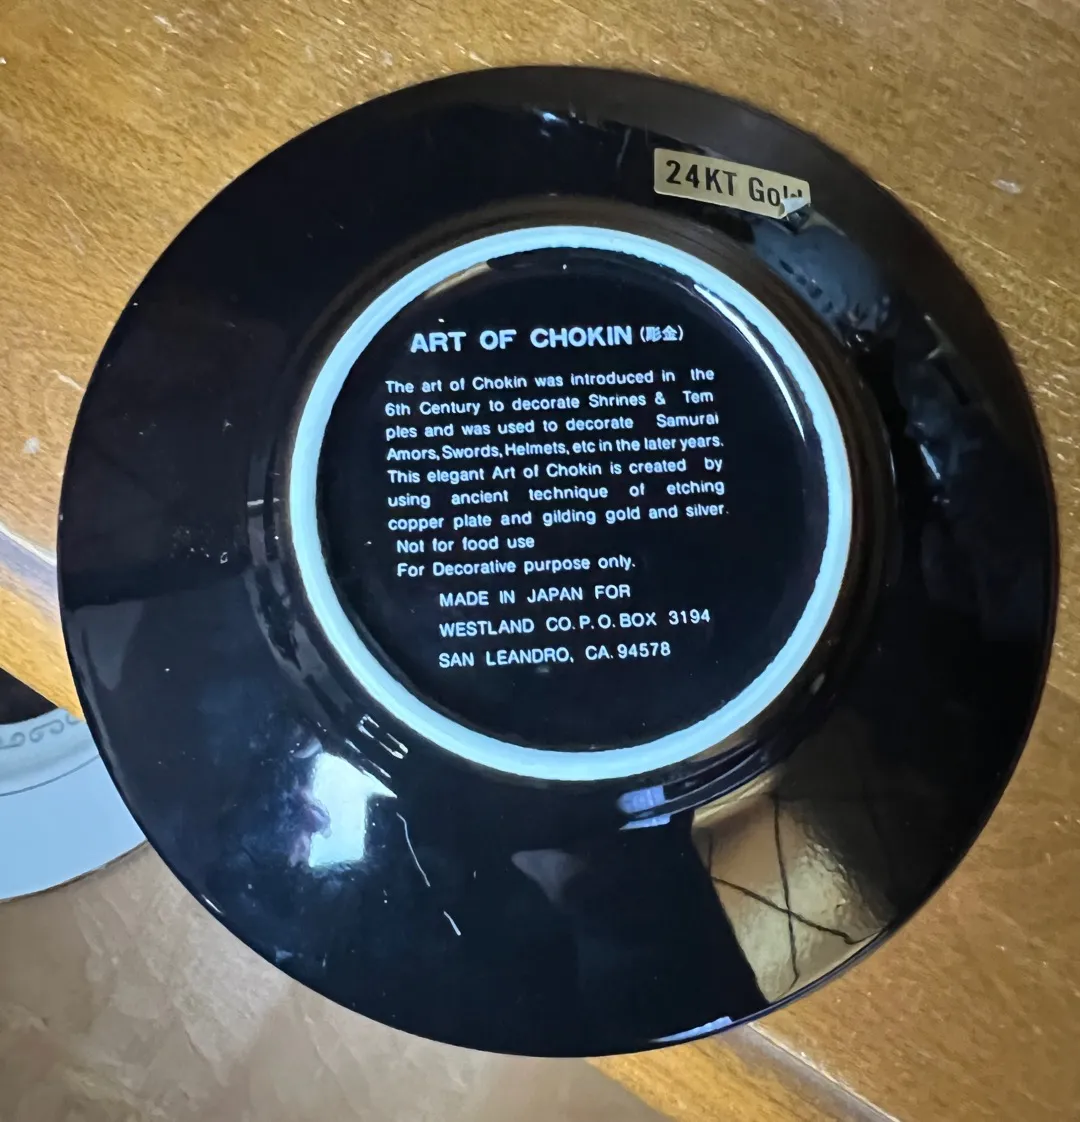 24KT Gold
ART OF CHOKIN (彫金)
The art of Chokin was introduced in the
6th Century to decorate Shrines & Tem
ples and was used to decorate Samurai
Amors, Swords, Helmets, etc in the later years.
This elegant Art of Chokin is created by
using ancient technique of etching
copper plate and gilding gold and silver.
Not for food use
For Decorative purpose only.
MADE IN JAPAN FOR
WESTLAND CO. P. O. BOX 3194
SAN LEANDRO, CA. 94578